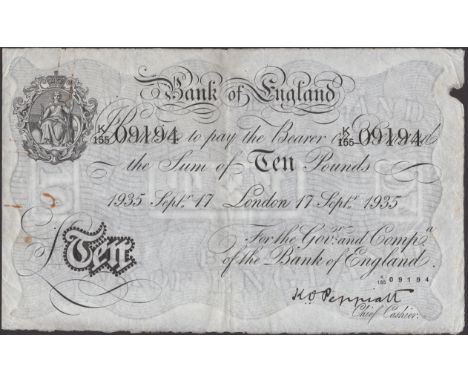 Bank of England
K/155 09194 to pay the Bearer on Demand K/155 09194
the Sum of Ten Pounds
1935 Septr. 17 London 17 Septr. 1935
For the Govr. and Compa.
of the Bank of England.
£Ten
K/155 09194
K O Peppiatt
Chief Cashier.